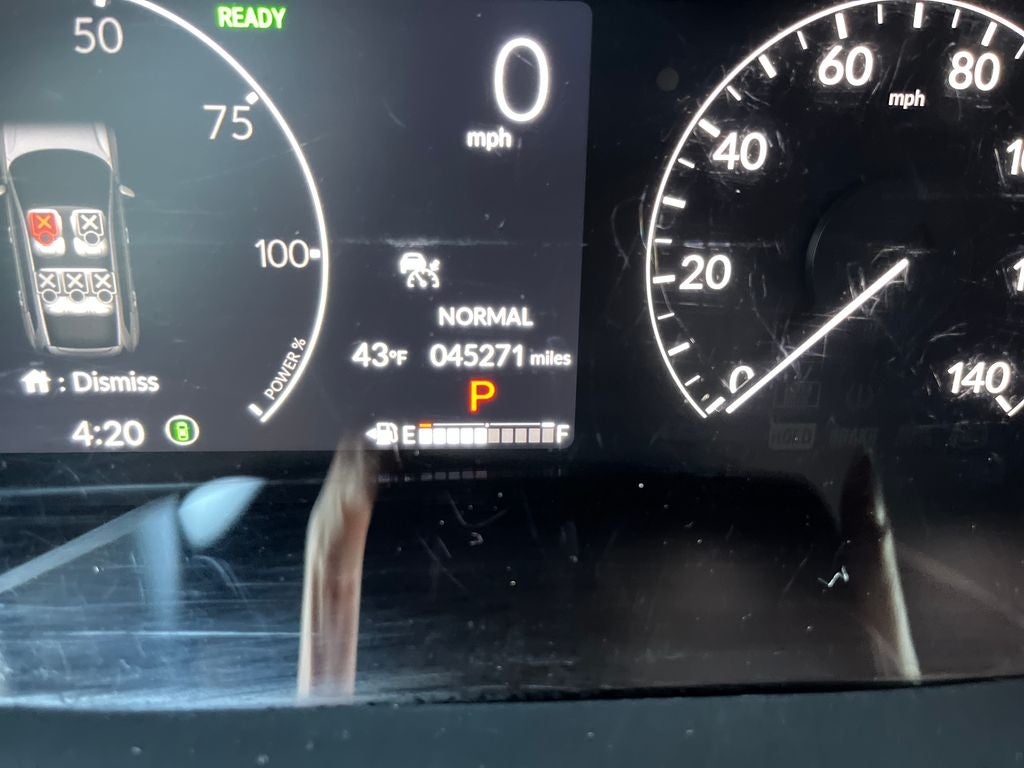 READY
50
0
60
80
mph
75
mph
40
100
20
NORMAL
43°F 045271 miles
POWER %
: Dismiss
P
0
140
4:20
E F
HOLD